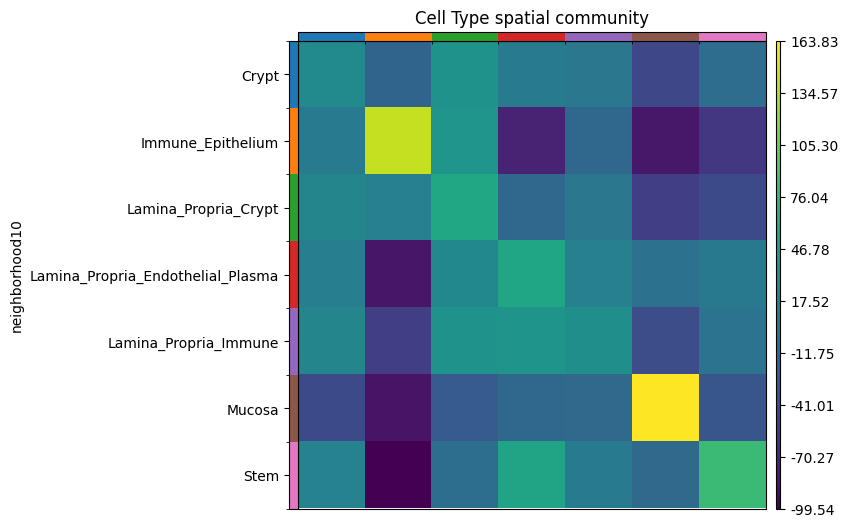 Cell Type spatial community
neighborhood10
Crypt
Immune_Epithelium
Lamina_Propria_Crypt
Lamina_Propria_Endothelial_Plasma
Lamina_Propria_Immune
Mucosa
Stem
163.83
134.57
105.30
76.04
46.78
17.52
-11.75
-41.01
-70.27
-99.54